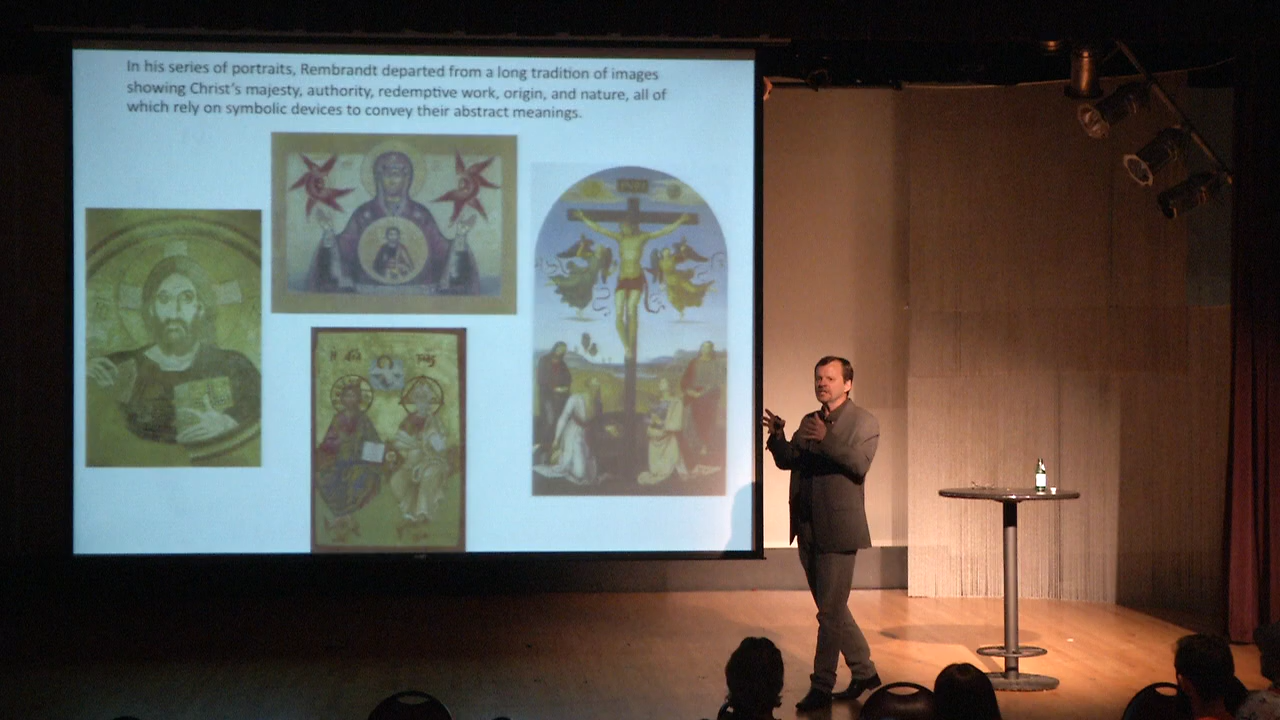 In his series of portraits, Rembrandt departed from a long tradition of images
showing Christ's majesty, authority, redemptive work, origin, and nature, all of
which rely on symbolic devices to convey their abstract meanings.